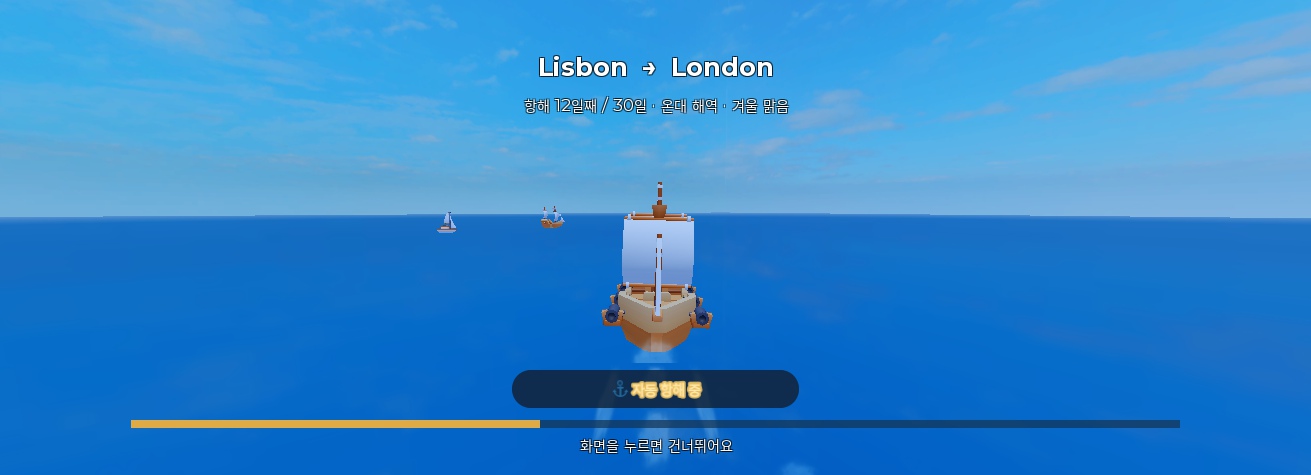 Lisbon → London
항해 12일째 / 30일 · 온대 해역 · 겨울 맑음
⚓ 자동 항해 중
화면을 누르면 건너뛰어요